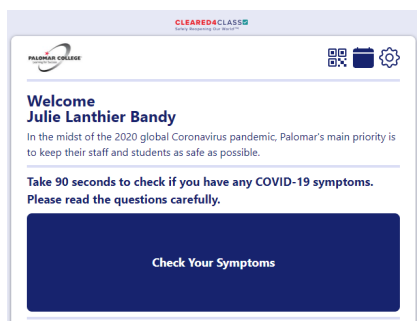 CLEARED4CLASS
Safely Reopening Our World™
PALOMAR COLLEGE
Welcome
Julie Lanthier Bandy
In the midst of the 2020 global Coronavirus pandemic, Palomar's main priority is
to keep their staff and students as safe as possible.
Take 90 seconds to check if you have any COVID-19 symptoms.
Please read the questions carefully.
Check Your Symptoms